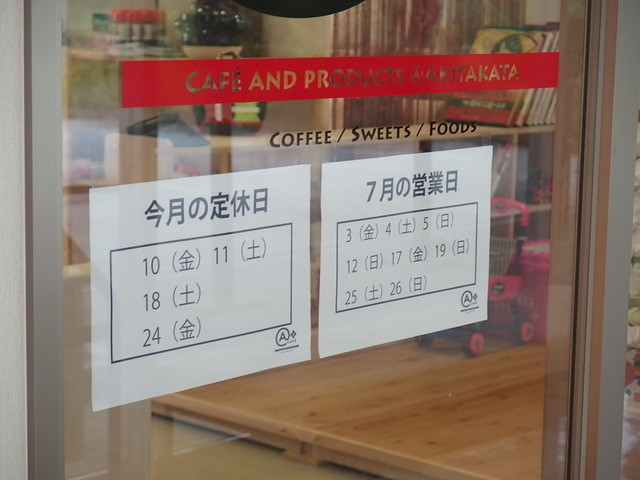 CAFÉ AND PRODUCTS @AKITAKATA
COFFEE / SWEETS / FOODS
今月の定休日
10（金）11（土）
18（土）
24（金）
7月の営業日
3（金）4（土）5（日）
12（日）17（金）19（日）
25（土）26（日）